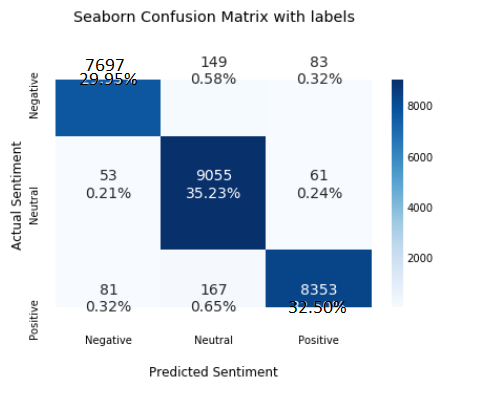 Seaborn Confusion Matrix with labels
7697 149 83
29.95% 0.58% 0.32%
Negative
8000
53 9055 61
0.21% 35.23% 0.24%
Neutral
6000
Actual Sentiment
4000
81 167 8353
0.32% 0.65% 32.50%
Positive
2000
Negative Neutral Positive
Predicted Sentiment